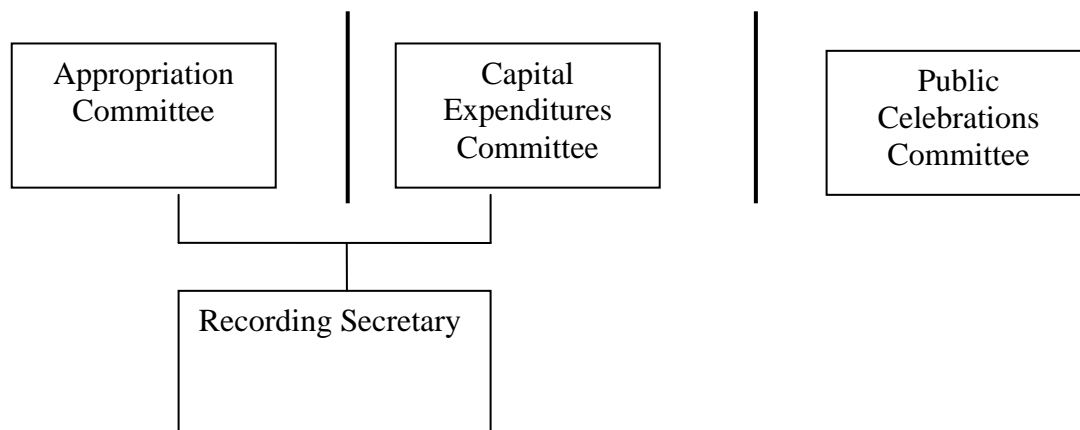 Appropriation
Committee
Capital
Expenditures
Committee
Public
Celebrations
Committee
Recording Secretary